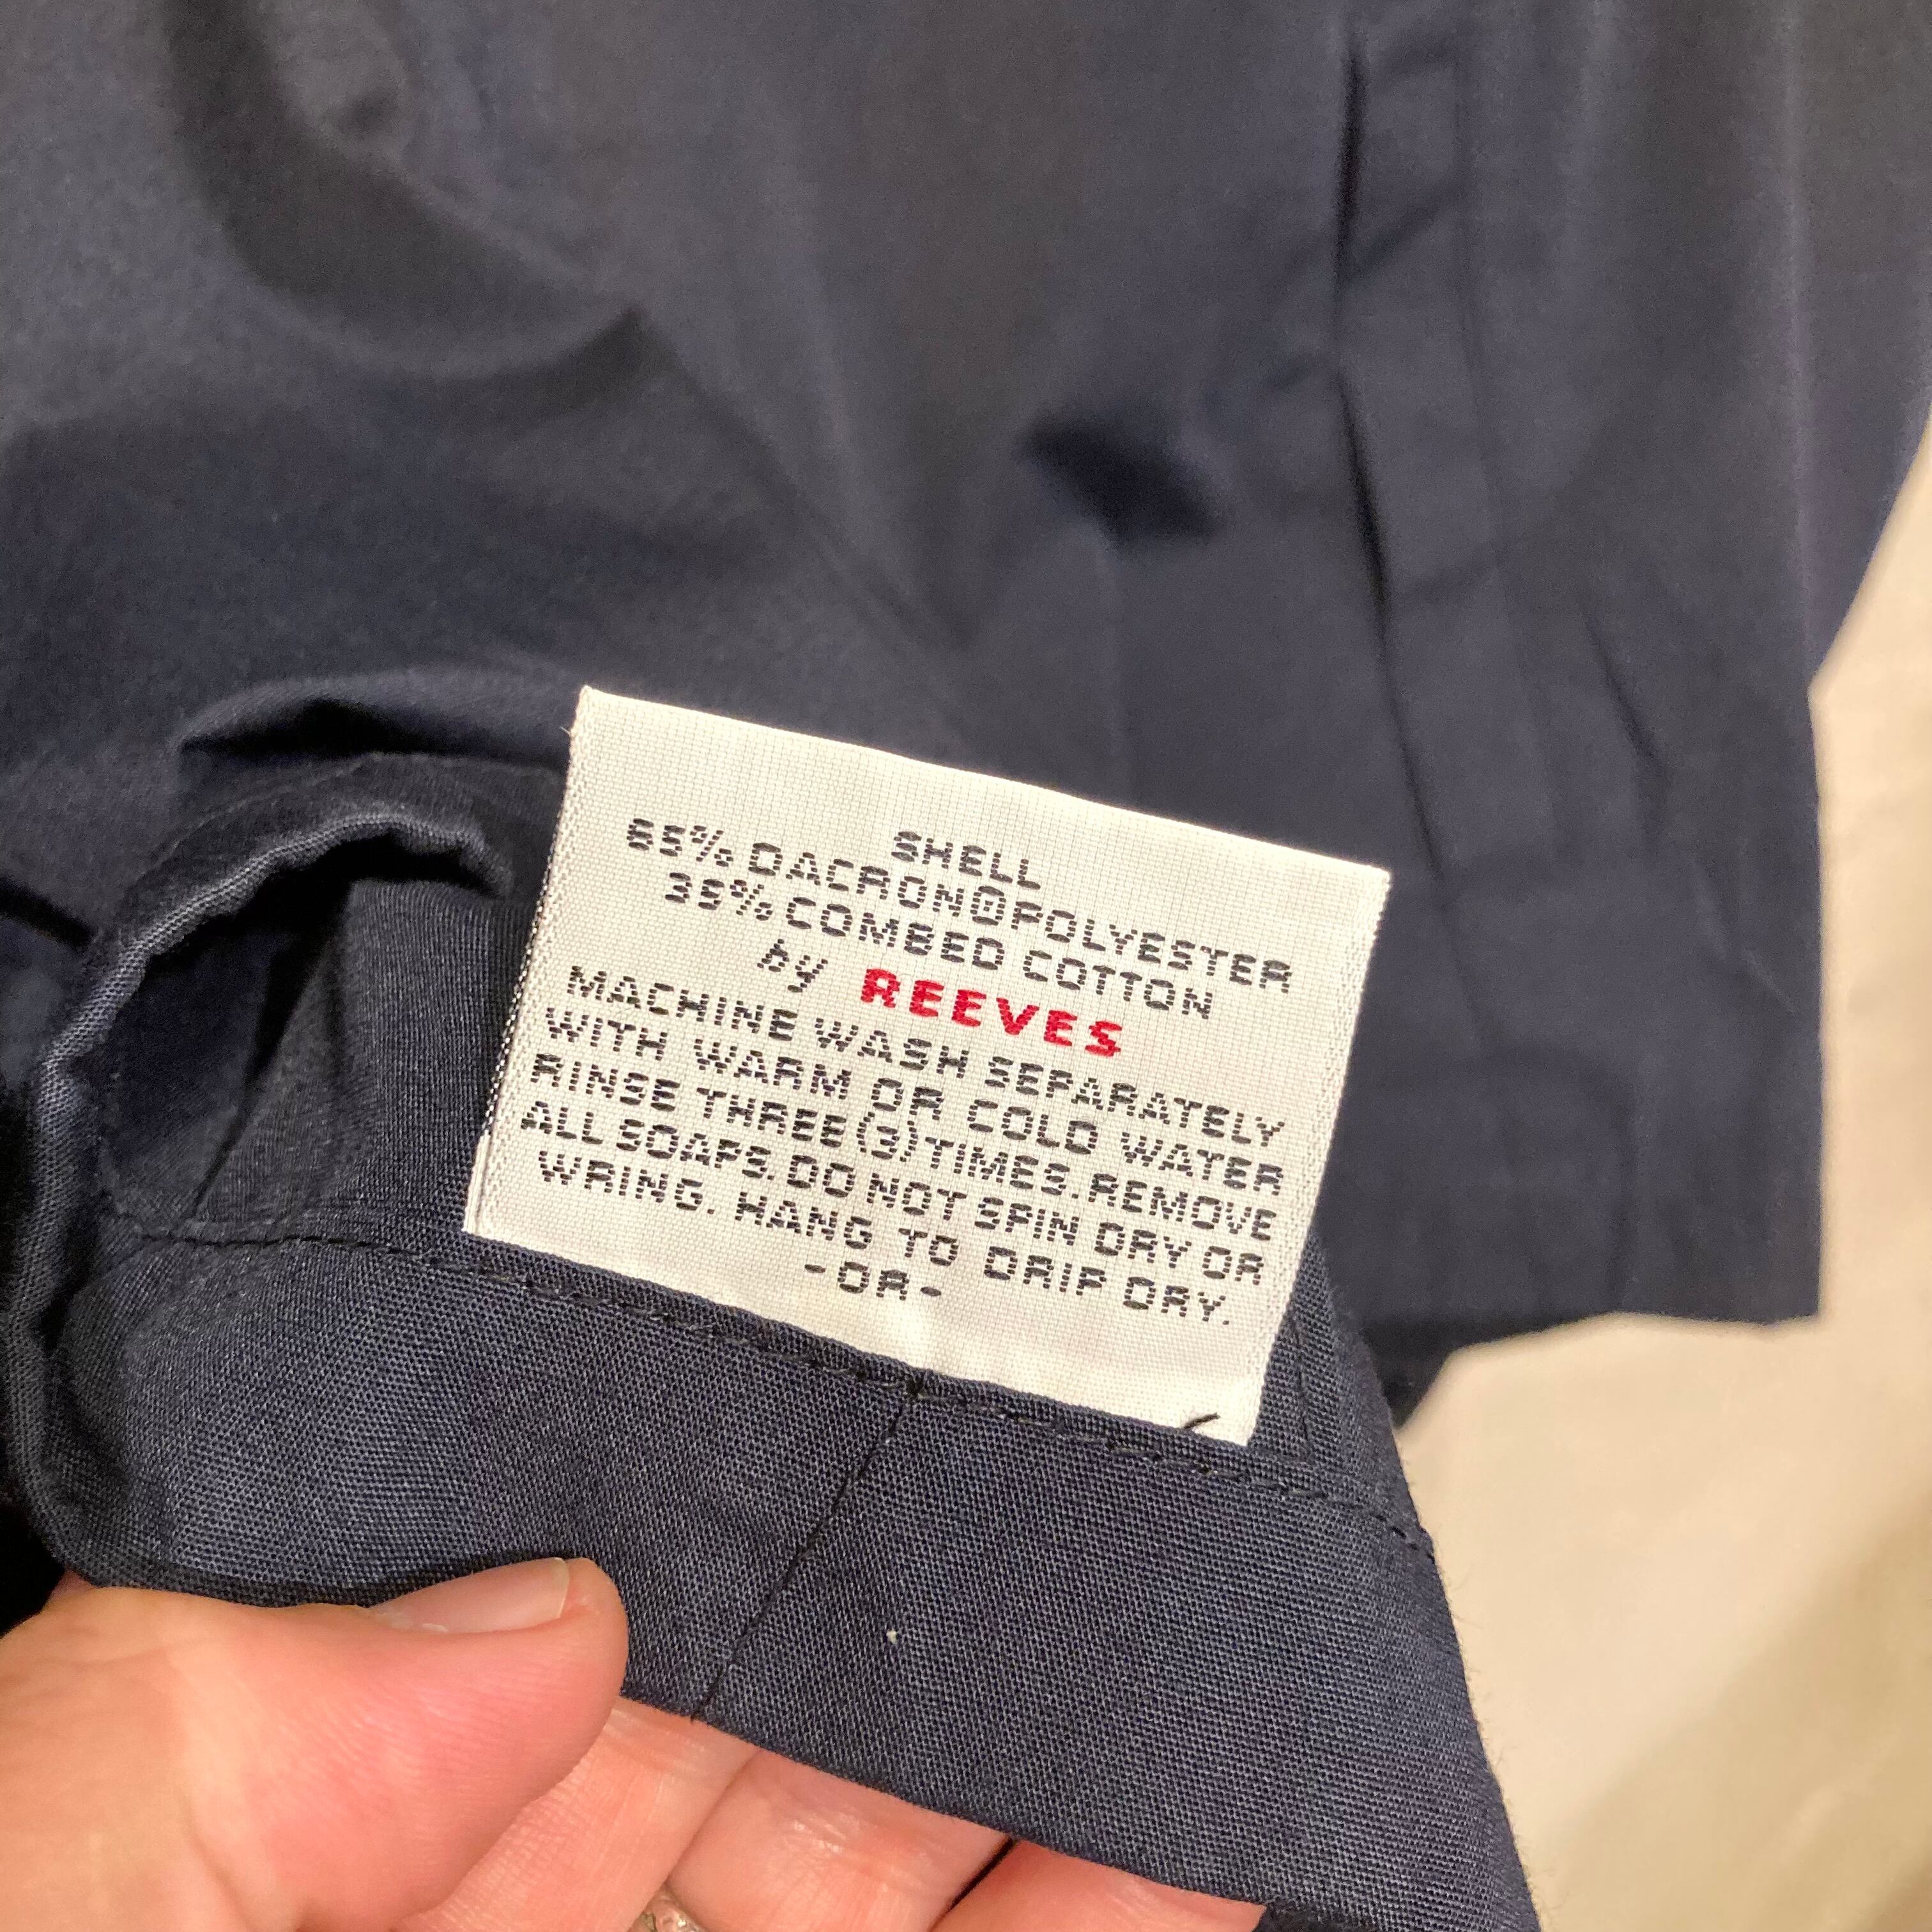 SHELL
65% DACRON® POLYESTER
35% COMBED COTTON
by REEVES
MACHINE WASH SEPARATELY
WITH WARM OR COLD WATER
RINSE THREE (3) TIMES. REMOVE
ALL SOAPS. DO NOT SPIN DRY OR
WRING. HANG TO DRIP DRY.
-OR-